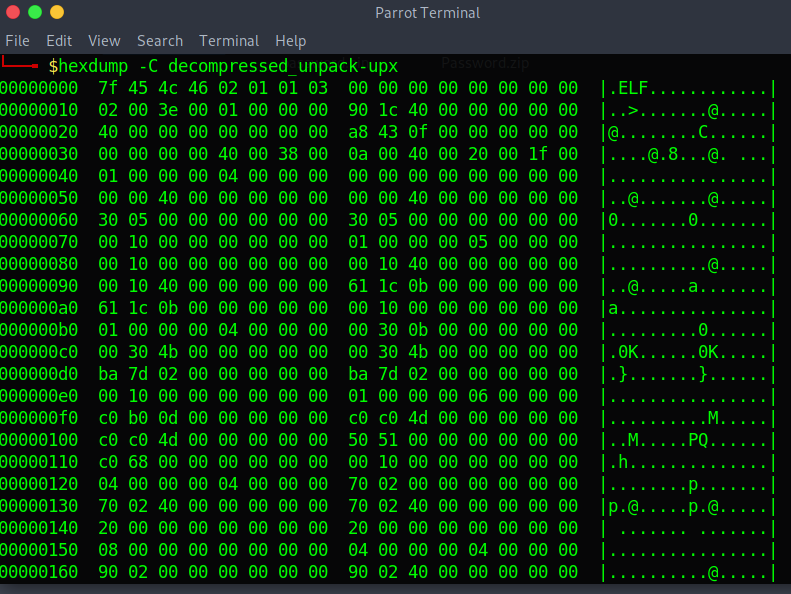 Parrot Terminal
File Edit View Search Terminal Help
Password.zip
$hexdump -C decompressed_unpack-upx
00000000  7f 45 4c 46 02 01 01 03  00 00 00 00 00 00 00 00  |.ELF............|
00000010  02 00 3e 00 01 00 00 00  90 1c 40 00 00 00 00 00  |..>.......@.....|
00000020  40 00 00 00 00 00 00 00  a8 43 0f 00 00 00 00 00  |@........C......|
00000030  00 00 00 00 40 00 38 00  0a 00 40 00 20 00 1f 00  |....@.8...@. ...|
00000040  01 00 00 00 04 00 00 00  00 00 00 00 00 00 00 00  |................|
00000050  00 00 40 00 00 00 00 00  00 00 40 00 00 00 00 00  |..@.......@.....|
00000060  30 05 00 00 00 00 00 00  30 05 00 00 00 00 00 00  |0.......0.......|
00000070  00 10 00 00 00 00 00 00  01 00 00 00 05 00 00 00  |................|
00000080  00 10 00 00 00 00 00 00  00 10 40 00 00 00 00 00  |..........@.....|
00000090  00 10 40 00 00 00 00 00  61 1c 0b 00 00 00 00 00  |..@.....a.......|
000000a0  61 1c 0b 00 00 00 00 00  00 10 00 00 00 00 00 00  |a...............|
000000b0  01 00 00 00 04 00 00 00  00 30 0b 00 00 00 00 00  |.........0......|
000000c0  00 30 4b 00 00 00 00 00  00 30 4b 00 00 00 00 00  |.0K......0K.....|
000000d0  ba 7d 02 00 00 00 00 00  ba 7d 02 00 00 00 00 00  |.}.......}......|
000000e0  00 10 00 00 00 00 00 00  01 00 00 00 06 00 00 00  |................|
000000f0  c0 b0 0d 00 00 00 00 00  c0 c0 4d 00 00 00 00 00  |..........M.....|
00000100  c0 c0 4d 00 00 00 00 00  50 51 00 00 00 00 00 00  |..M.....PQ......|
00000110  c0 68 00 00 00 00 00 00  00 10 00 00 00 00 00 00  |.h..............|
00000120  04 00 00 00 04 00 00 00  70 02 00 00 00 00 00 00  |........p.......|
00000130  70 02 40 00 00 00 00 00  70 02 40 00 00 00 00 00  |p.@.....p.@.....|
00000140  20 00 00 00 00 00 00 00  20 00 00 00 00 00 00 00  | ....... .......|
00000150  08 00 00 00 00 00 00 00  04 00 00 00 04 00 00 00  |................|
00000160  90 02 00 00 00 00 00 00  90 02 40 00 00 00 00 00  |..........@.....|